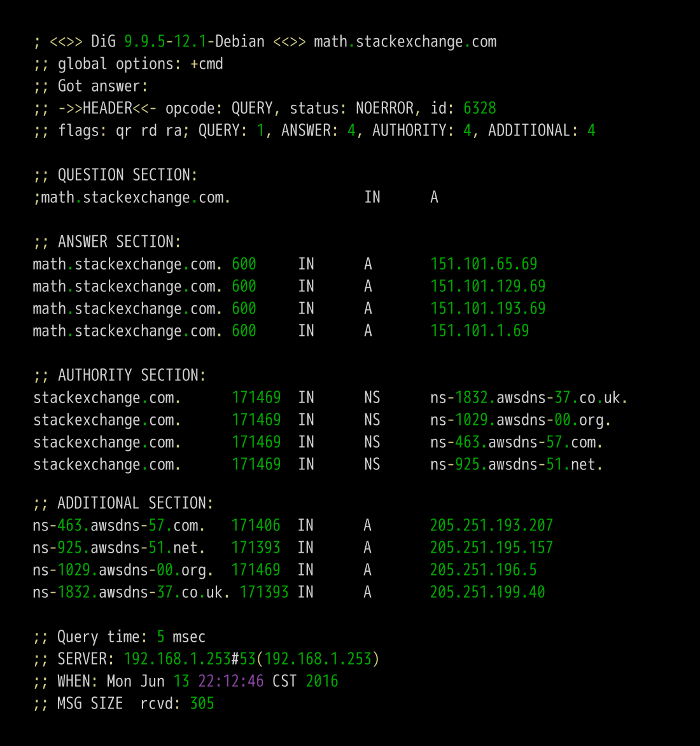 ; <<>> DiG 9.9.5-12.1-Debian <<>> math.stackexchange.com
;; global options: +cmd
;; Got answer:
;; ->>HEADER<<- opcode: QUERY, status: NOERROR, id: 6328
;; flags: qr rd ra; QUERY: 1, ANSWER: 4, AUTHORITY: 4, ADDITIONAL: 4
;; QUESTION SECTION:
;math.stackexchange.com. IN A
;; ANSWER SECTION:
math.stackexchange.com. 600 IN A 151.101.65.69
math.stackexchange.com. 600 IN A 151.101.129.69
math.stackexchange.com. 600 IN A 151.101.193.69
math.stackexchange.com. 600 IN A 151.101.1.69
;; AUTHORITY SECTION:
stackexchange.com. 171469 IN NS ns-1832.awsdns-37.co.uk.
stackexchange.com. 171469 IN NS ns-1029.awsdns-00.org.
stackexchange.com. 171469 IN NS ns-463.awsdns-57.com.
stackexchange.com. 171469 IN NS ns-925.awsdns-51.net.
;; ADDITIONAL SECTION:
ns-463.awsdns-57.com. 171406 IN A 205.251.193.207
ns-925.awsdns-51.net. 171393 IN A 205.251.195.157
ns-1029.awsdns-00.org. 171469 IN A 205.251.196.5
ns-1832.awsdns-37.co.uk. 171393 IN A 205.251.199.40
;; Query time: 5 msec
;; SERVER: 192.168.1.253#53(192.168.1.253)
;; WHEN: Mon Jun 13 22:12:46 CST 2016
;; MSG SIZE rcvd: 305